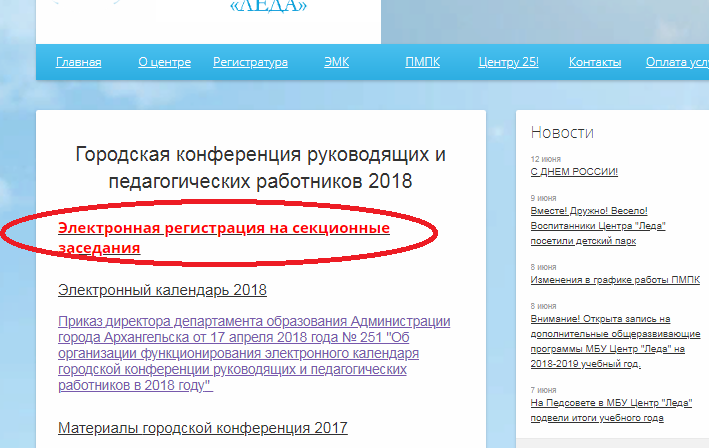 «ЛЕДА»
Главная
О центре
Регистратура
ЭМК
ПМПК
Центру 25!
Контакты
Оплата усл
Городская конференция руководящих и
педагогических работников 2018
Электронная регистрация на секционные
заседания
Электронный календарь 2018
Приказ директора департамента образования Администрации
города Архангельска от 17 апреля 2018 года № 251 "Об
организации функционирования электронного календаря
городской конференции руководящих и педагогических
работников в 2018 году"
Материалы городской конференция 2017
Новости
12 июня
С ДНЕМ РОССИИ!
9 июня
Вместе! Дружно! Весело!
Воспитанники Центра "Леда"
посетили детский парк
8 июня
Изменения в графике работы ПМПК
8 июня
Внимание! Открыта запись на
дополнительные общеразвивающие
программы МБУ Центр "Леда" на
2018-2019 учебный год.
7 июня
На Педсовете в МБУ Центр "Леда"
подвели итоги учебного года